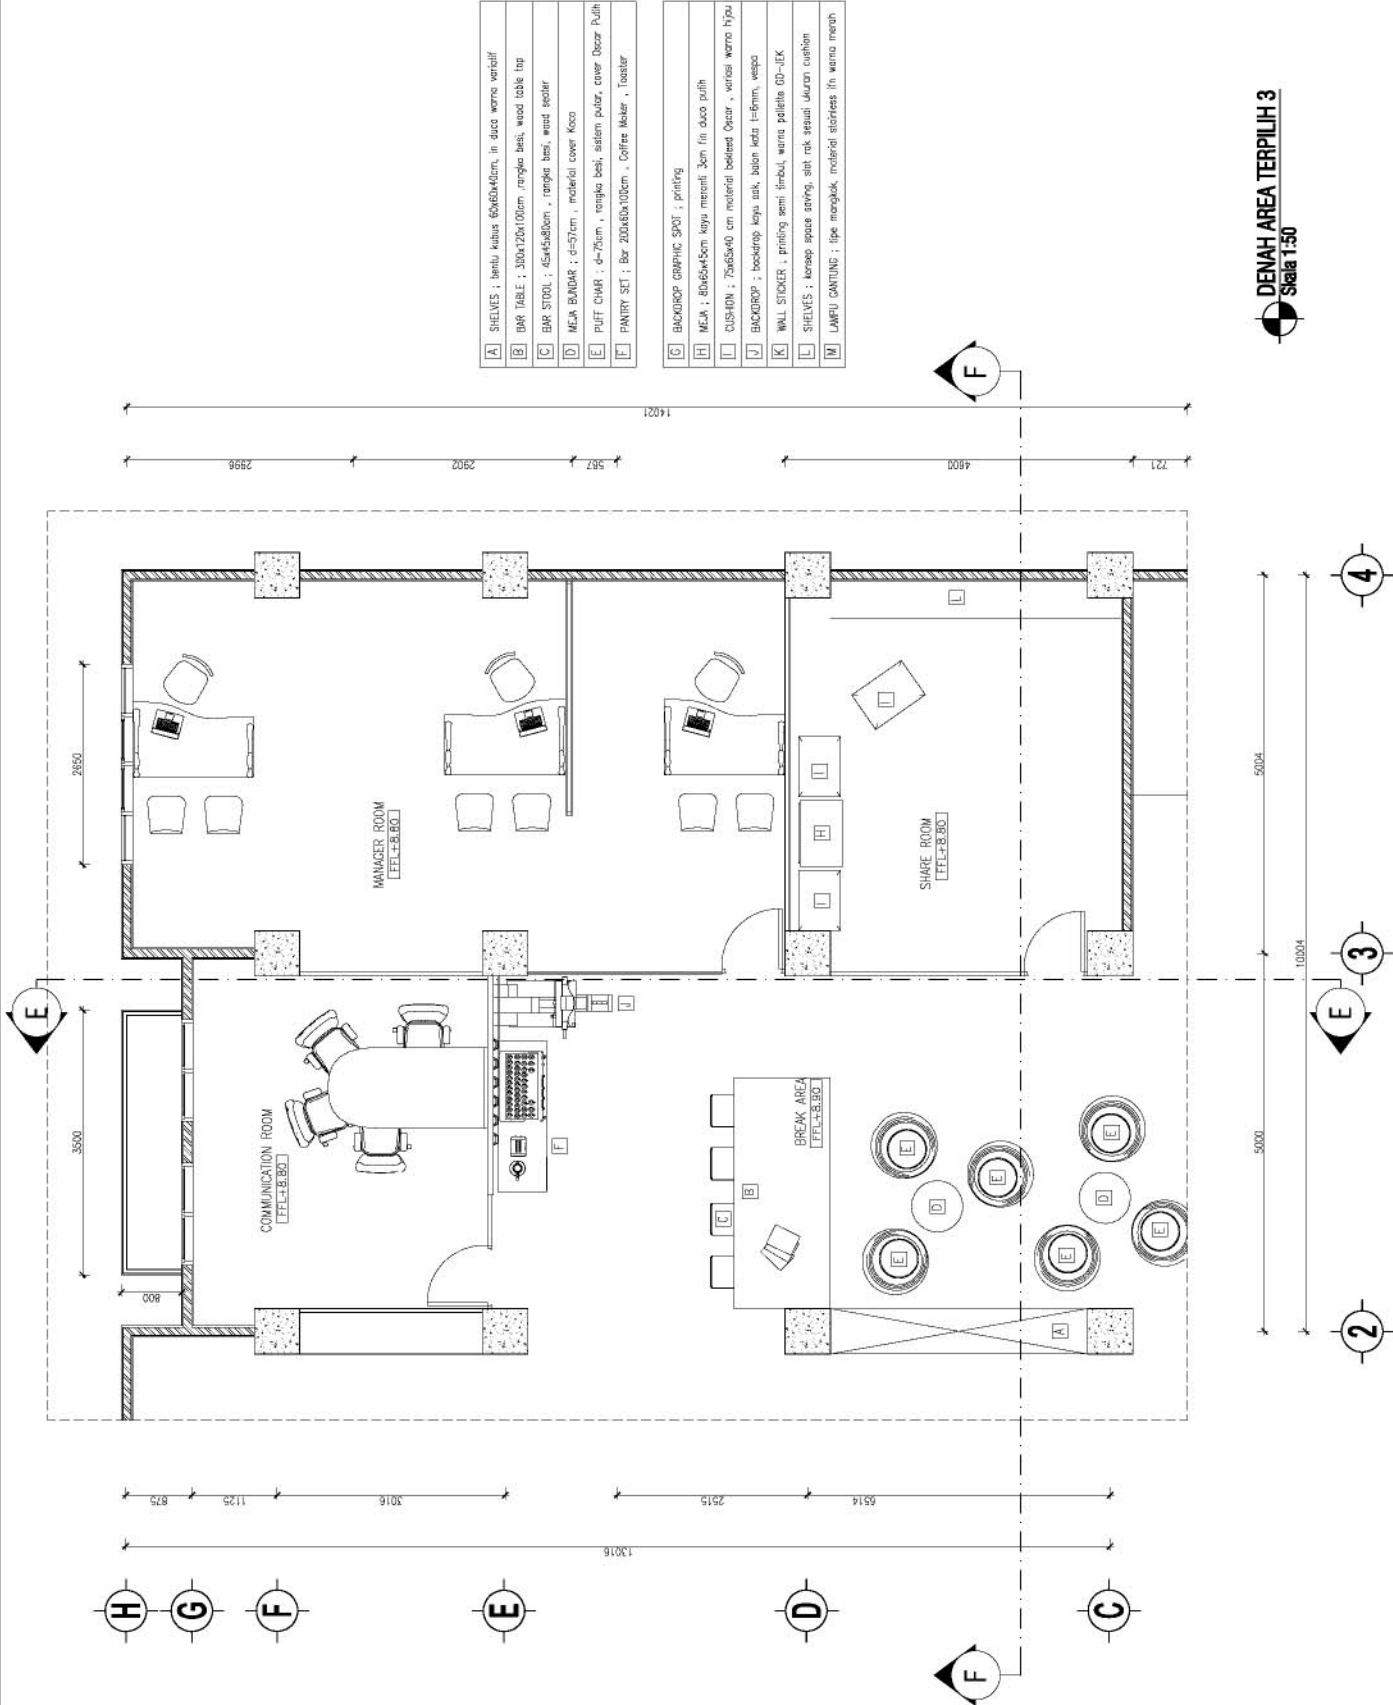 A SHELVES ; bentu kubus 60x60x40cm, in duco warna variatif
B BAR TABLE ; 300x120x100cm ,rangka besi, wood table top
C BAR STOOL ; 45x45x80cm , rangka besi, wood seater
D MEJA BUNDAR ; d=57cm , material cover Kaca
E PUFF CHAIR ; d=75cm , rangka besi, sistem putar, cover Oscar Putih
F PANTRY SET ; Bar 200x60x100cm , Coffee Maker , Toaster
G BACKDROP GRAPHIC SPOT ; printing
H MEJA ; 80x65x45cm kayu meranti 3cm fin duco putih
I CUSHION ; 75x65x40 cm material bekleed Oscar , variasi warna hijau
J BACKDROP ; backdrop kayu oak, balon kata t=6mm, vespa
K WALL STICKER ; printing semi timbul, warna pallette GO-JEK
L SHELVES ; konsep space saving, slot rak sesuai ukuran cushion
M LAMPU GANTUNG ; tipe mangkok, material stainless fin warna merah
DENAH AREA TERPILIH 3
Skala 1:50
F
14021
2996
2902
587
4600
721
4
2650
5004
MANAGER ROOM
FFL+8.80
SHARE ROOM
FFL+8.80
L
I
I
H
I
3
10004
E
E
3500
800
5000
COMMUNICATION ROOM
FFL+8.80
J
F
BREAK AREA
FFL+8.90
B
C
E
E
E
D
D
E
E
E
A
2
875
1125
3016
2515
6514
13016
H
G
F
E
D
C
F